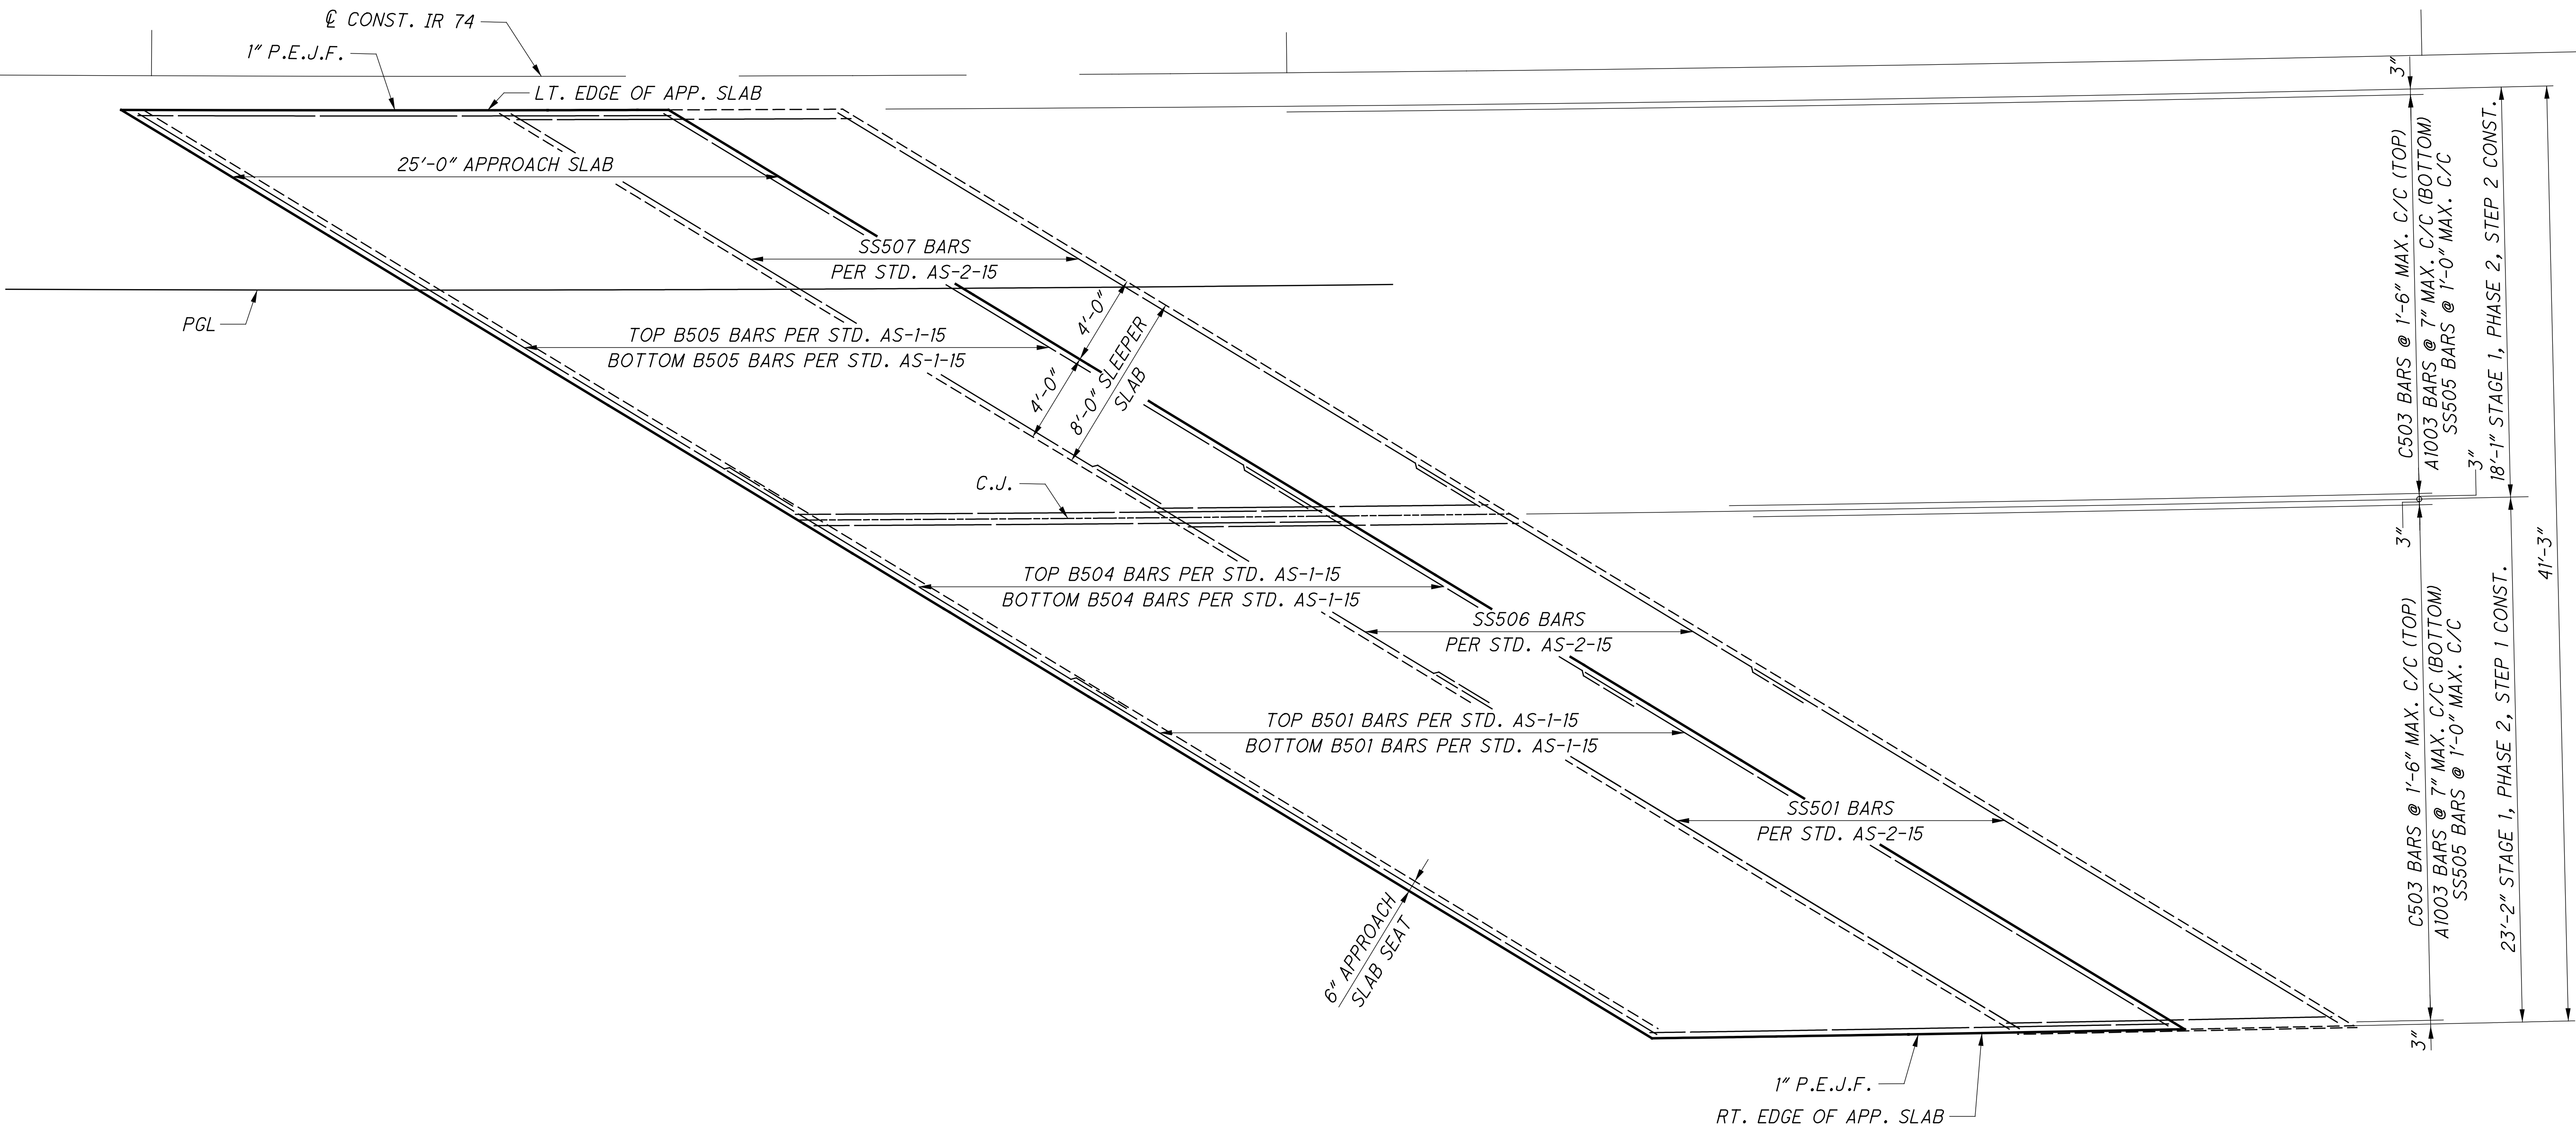 ℄ CONST. IR 74
1" P.E.J.F.
LT. EDGE OF APP. SLAB
25'-0" APPROACH SLAB
SS507 BARS
PER STD. AS-2-15
PGL
TOP B505 BARS PER STD. AS-1-15
BOTTOM B505 BARS PER STD. AS-1-15
4'-0"
4'-0"
8'-0" SLEEPER
SLAB
C.J.
TOP B504 BARS PER STD. AS-1-15
BOTTOM B504 BARS PER STD. AS-1-15
SS506 BARS
PER STD. AS-2-15
TOP B501 BARS PER STD. AS-1-15
BOTTOM B501 BARS PER STD. AS-1-15
SS501 BARS
PER STD. AS-2-15
6" APPROACH
SLAB SEAT
1" P.E.J.F.
RT. EDGE OF APP. SLAB
3"
C503 BARS @ 1'-6" MAX. C/C (TOP)
A1003 BARS @ 7" MAX. C/C (BOTTOM)
SS505 BARS @ 1'-0" MAX. C/C
3"
18'-1" STAGE 1, PHASE 2, STEP 2 CONST.
3"
C503 BARS @ 1'-6" MAX. C/C (TOP)
A1003 BARS @ 7" MAX. C/C (BOTTOM)
SS505 BARS @ 1'-0" MAX. C/C
23'-2" STAGE 1, PHASE 2, STEP 1 CONST.
41'-3"
3"